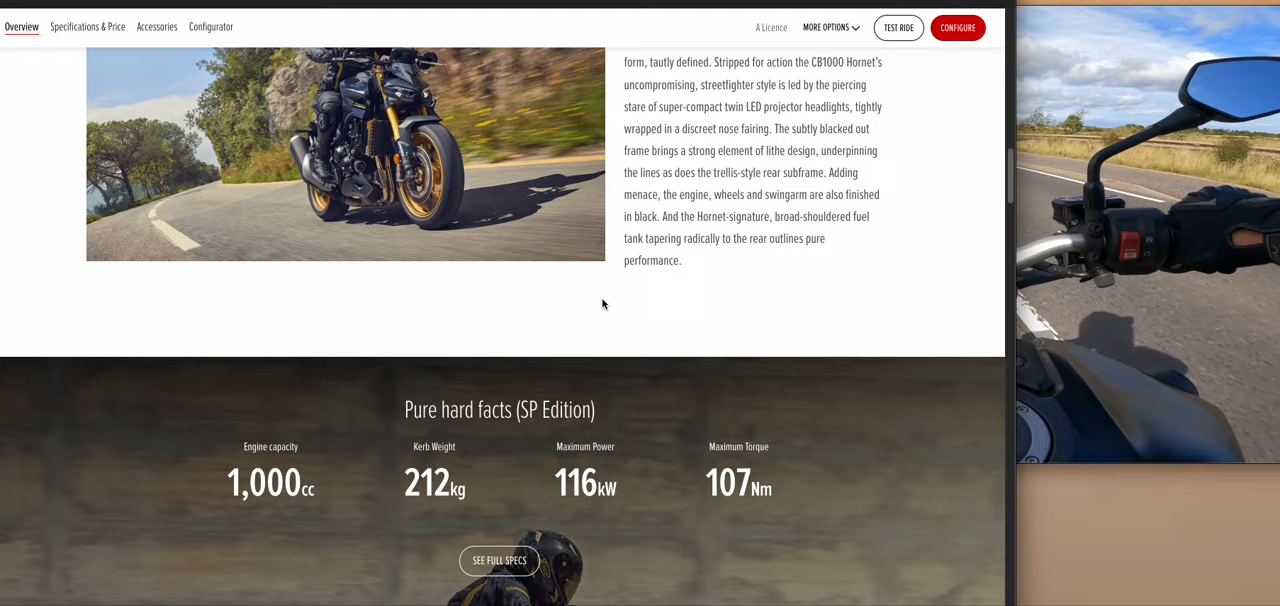 Overview Specifications & Price Accessories Configurator A Licence MORE OPTIONS TEST RIDE CONFIGURE
form, tautly defined. Stripped for action the CB1000 Hornet's
uncompromising, streetfighter style is led by the piercing
stare of super-compact twin LED projector headlights, tightly
wrapped in a discreet nose fairing. The subtly blacked out
frame brings a strong element of lithe design, underpinning
the lines as does the trellis-style rear subframe. Adding
menace, the engine, wheels and swingarm are also finished
in black. And the Hornet-signature, broad-shouldered fuel
tank tapering radically to the rear outlines pure
performance.
Pure hard facts (SP Edition)
Engine capacity Kerb Weight Maximum Power Maximum Torque
1,000cc 212kg 116kW 107Nm
SEE FULL SPECS